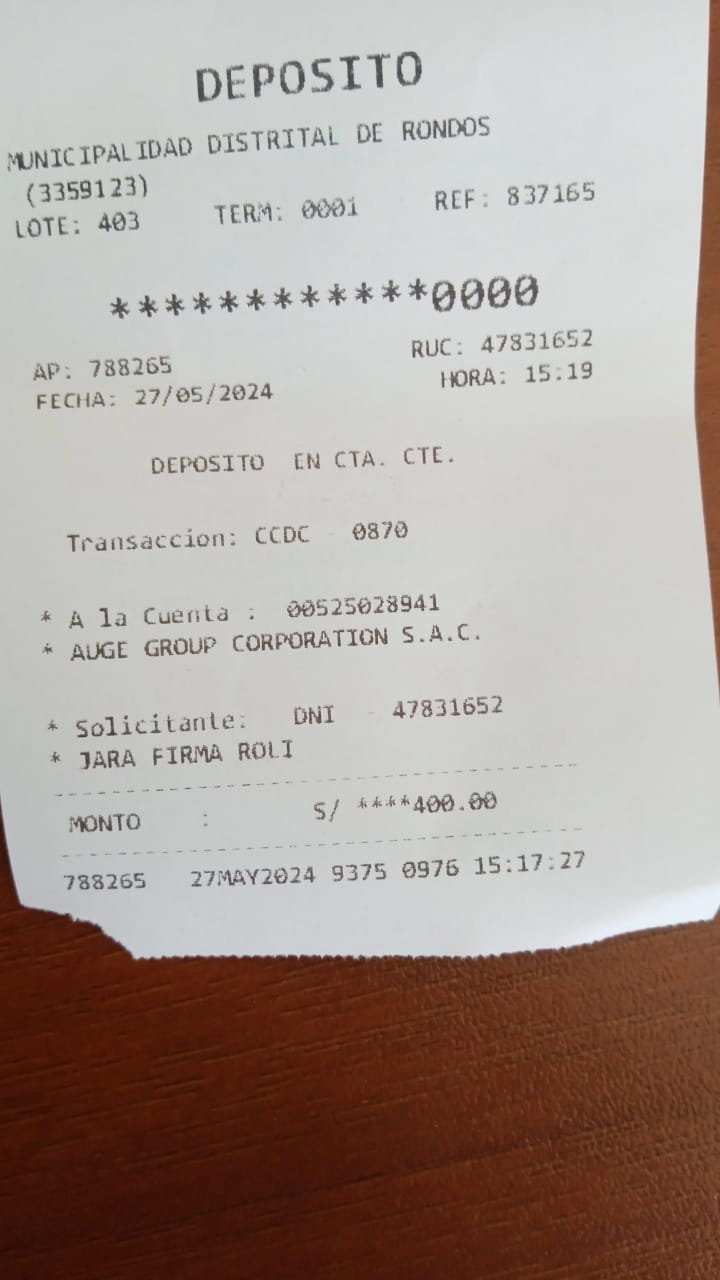 DEPOSITO
MUNICIPALIDAD DISTRITAL DE RONDOS
(3359123)
LOTE: 403 TERM: 0001 REF: 837165
************0000
AP: 788265 RUC: 47831652
FECHA: 27/05/2024 HORA: 15:19
DEPOSITO EN CTA. CTE.
Transaccion: CCDC 0870
* A la Cuenta : 00525028941
* AUGE GROUP CORPORATION S.A.C.
* Solicitante: DNI - 47831652
* JARA FIRMA ROLI
MONTO : S/ ****400.00
788265 27MAY2024 9375 0976 15:17:27